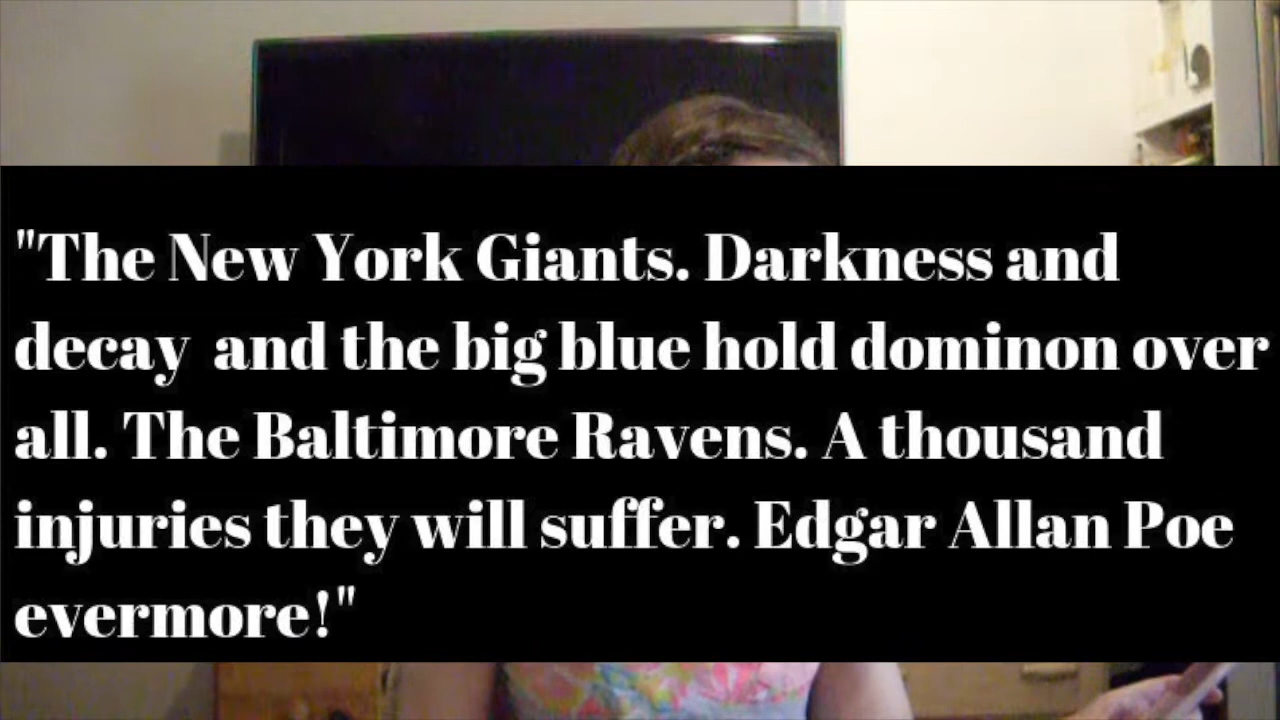 "The New York Giants. Darkness and
decay and the big blue hold dominon over
all. The Baltimore Ravens. A thousand
injuries they will suffer. Edgar Allan Poe
evermore!"